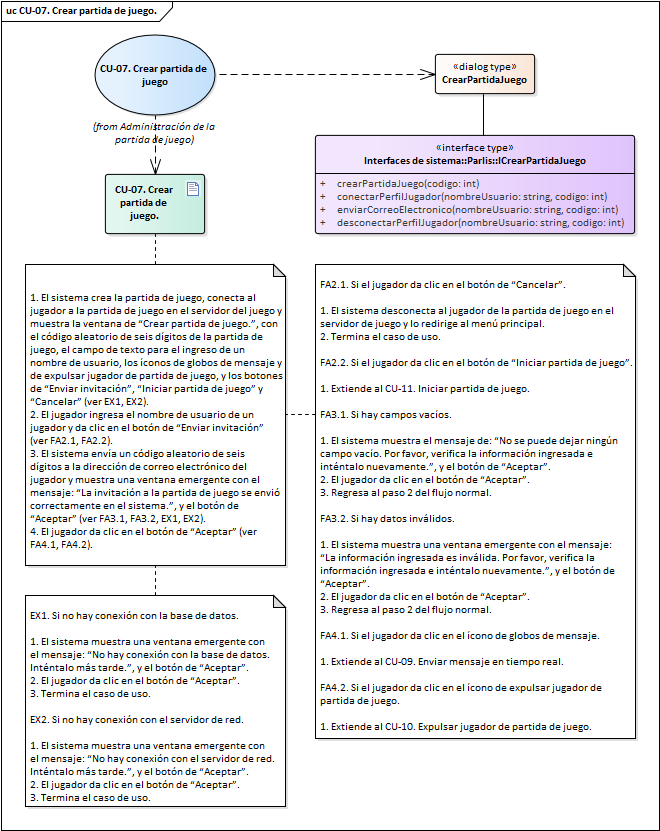 uc CU-07. Crear partida de juego.
CU-07. Crear partida de
juego
«dialog type»
CrearPartidaJuego
(from Administración de la
partida de juego)
«interface type»
Interfaces de sistema::Parlis::ICrearPartidaJuego
+ crearPartidaJuego(codigo: int)
+ conectarPerfilJugador(nombreUsuario: string, codigo: int)
+ enviarCorreoElectronico(nombreUsuario: string, codigo: int)
+ desconectarPerfilJugador(nombreUsuario: string, codigo: int)
CU-07. Crear
partida de
juego.
1. El sistema crea la partida de juego, conecta al
jugador a la partida de juego en el servidor del juego y
muestra la ventana de “Crear partida de juego.”, con
el código aleatorio de seis dígitos de la partida de
juego, el campo de texto para el ingreso de un
nombre de usuario, los íconos de globos de mensaje y
de expulsar jugador de partida de juego, y los botones
de “Enviar invitación”, “Iniciar partida de juego” y
“Cancelar” (ver EX1, EX2).
2. El jugador ingresa el nombre de usuario de un
jugador y da clic en el botón de “Enviar invitación”
(ver FA2.1, FA2.2).
3. El sistema envía un código aleatorio de seis
dígitos a la dirección de correo electrónico del
jugador y muestra una ventana emergente con el
mensaje: “La invitación a la partida de juego se envió
correctamente en el sistema.”, y el botón de
“Aceptar” (ver FA3.1, FA3.2, EX1, EX2).
4. El jugador da clic en el botón de “Aceptar” (ver
FA4.1, FA4.2).
EX1. Si no hay conexión con la base de datos.
1. El sistema muestra una ventana emergente con
el mensaje: “No hay conexión con la base de datos.
Inténtalo más tarde.”, y el botón de “Aceptar”.
2. El jugador da clic en el botón de “Aceptar”.
3. Termina el caso de uso.
EX2. Si no hay conexión con el servidor de red.
1. El sistema muestra una ventana emergente con
el mensaje: “No hay conexión con el servidor de red.
Inténtalo más tarde.”, y el botón de “Aceptar”.
2. El jugador da clic en el botón de “Aceptar”.
3. Termina el caso de uso.
FA2.1. Si el jugador da clic en el botón de “Cancelar”.
1. El sistema desconecta al jugador de la partida de juego en el
servidor de juego y lo redirige al menú principal.
2. Termina el caso de uso.
FA2.2. Si el jugador da clic en el botón de “Iniciar partida de juego”.
1. Extiende al CU-11. Iniciar partida de juego.
FA3.1. Si hay campos vacíos.
1. El sistema muestra el mensaje de: “No se puede dejar ningún
campo vacío. Por favor, verifica la información ingresada e
inténtalo nuevamente.”, y el botón de “Aceptar”.
2. El jugador da clic en el botón de “Aceptar”.
3. Regresa al paso 2 del flujo normal.
FA3.2. Si hay datos inválidos.
1. El sistema muestra una ventana emergente con el mensaje:
“La información ingresada es inválida. Por favor, verifica la
información ingresada e inténtalo nuevamente.”, y el botón de
“Aceptar”.
2. El jugador da clic en el botón de “Aceptar”.
3. Regresa al paso 2 del flujo normal.
FA4.1. Si el jugador da clic en el ícono de globos de mensaje.
1. Extiende al CU-09. Enviar mensaje en tiempo real.
FA4.2. Si el jugador da clic en el ícono de expulsar jugador de
partida de juego.
1. Extiende al CU-10. Expulsar jugador de partida de juego.